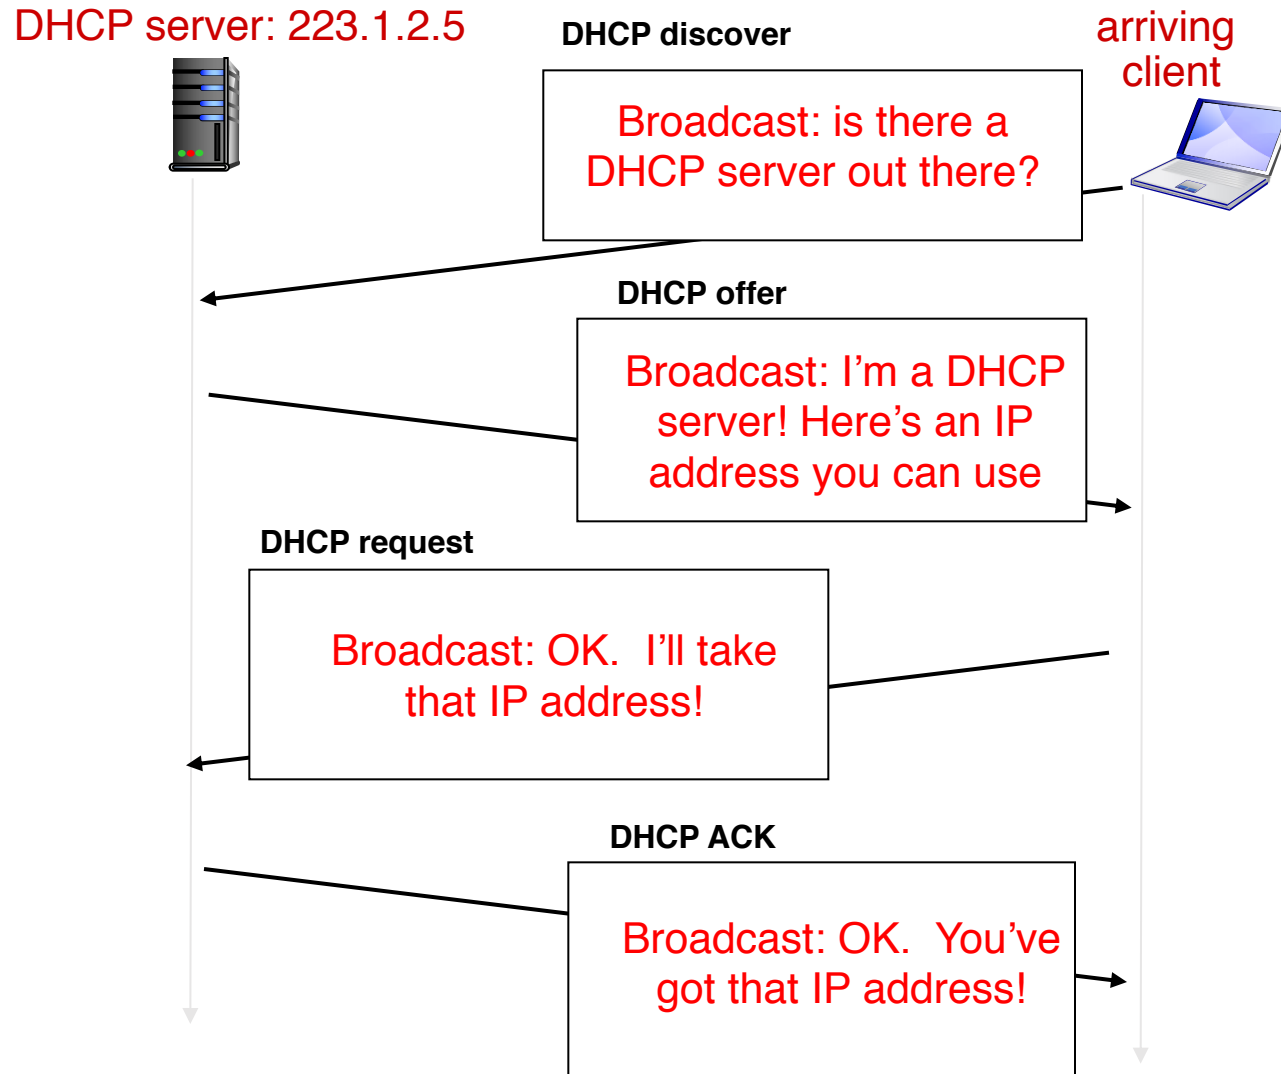 DHCP server: 223.1.2.5
DHCP discover
arriving
client
Broadcast: is there a
DHCP server out there?
DHCP offer
Broadcast: I’m a DHCP
server! Here’s an IP
address you can use
DHCP request
Broadcast: OK.  I’ll take
that IP address!
DHCP ACK
Broadcast: OK.  You’ve
got that IP address!